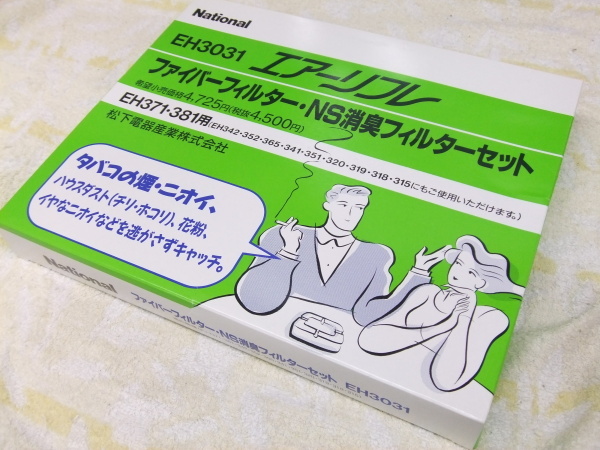 National
EH3031 エアーリフレ
ファイバーフィルター・NS消臭フィルターセット
希望小売価格4,725円(税抜4,500円)
EH371・381用(EH342・352・365・341・351・320・319・318・315にもご使用いただけます。)
松下電器産業株式会社
タバコの煙・ニオイ、
ハウスダスト(チリ・ホコリ)、花粉、
イヤなニオイなどを逃がさずキャッチ。
National
ファイバーフィルター・NS消臭フィルターセット EH3031